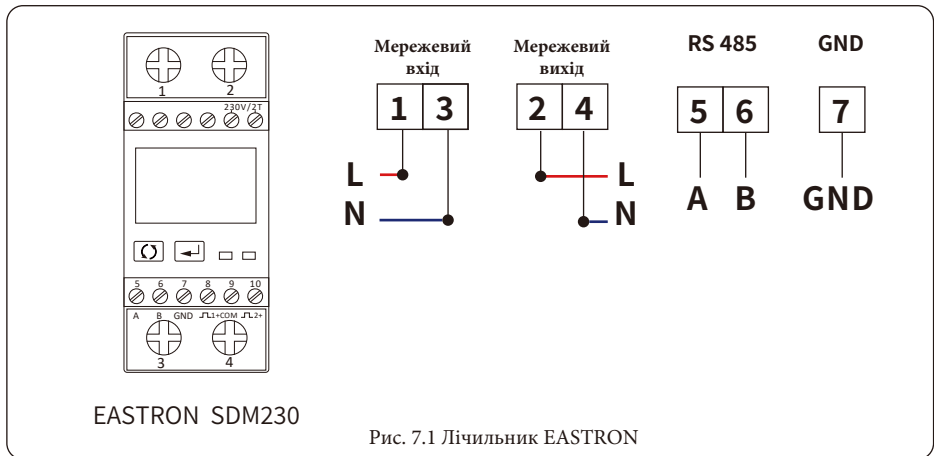 1 2
230V/2T
5 6 7 8 9 10
A B GND 1+COM 2+
3 4
EASTRON SDM230
Мережевий
вхід
1 3
L
N
Мережевий
вихід
2 4
L
N
RS 485
5 6
A B
GND
7
GND
Рис. 7.1 Лічильник EASTRON